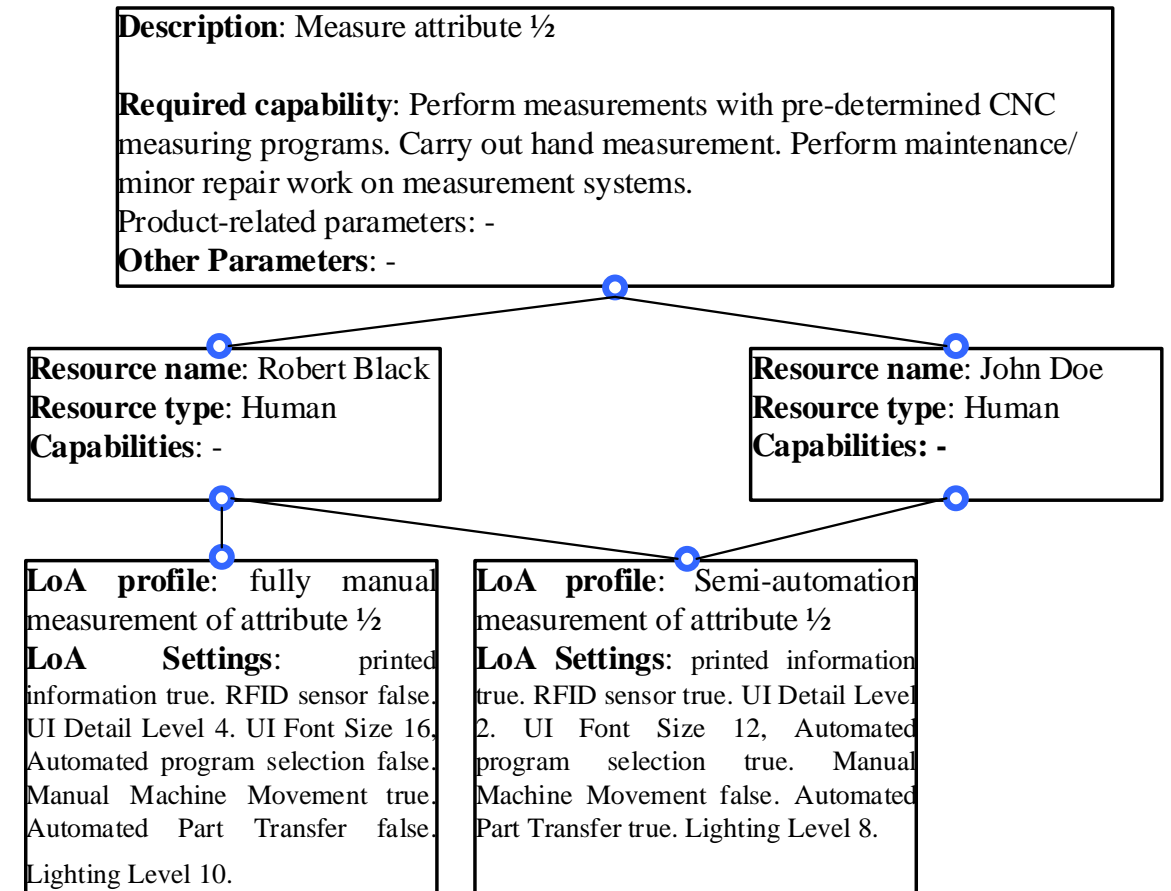 Description: Measure attribute ½
Required capability: Perform measurements with pre-determined CNC
measuring programs. Carry out hand measurement. Perform maintenance/
minor repair work on measurement systems.
Product-related parameters: -
Other Parameters: -
Resource name: Robert Black
Resource type: Human
Capabilities: -
Resource name: John Doe
Resource type: Human
Capabilities: -
LoA profile: fully manual
measurement of attribute ½
LoA Settings: printed
information true. RFID sensor false.
UI Detail Level 4. UI Font Size 16,
Automated program selection false.
Manual Machine Movement true.
Automated Part Transfer false.
Lighting Level 10.
LoA profile: Semi-automation
measurement of attribute ½
LoA Settings: printed information
true. RFID sensor true. UI Detail Level
2. UI Font Size 12, Automated
program selection true. Manual
Machine Movement false. Automated
Part Transfer true. Lighting Level 8.